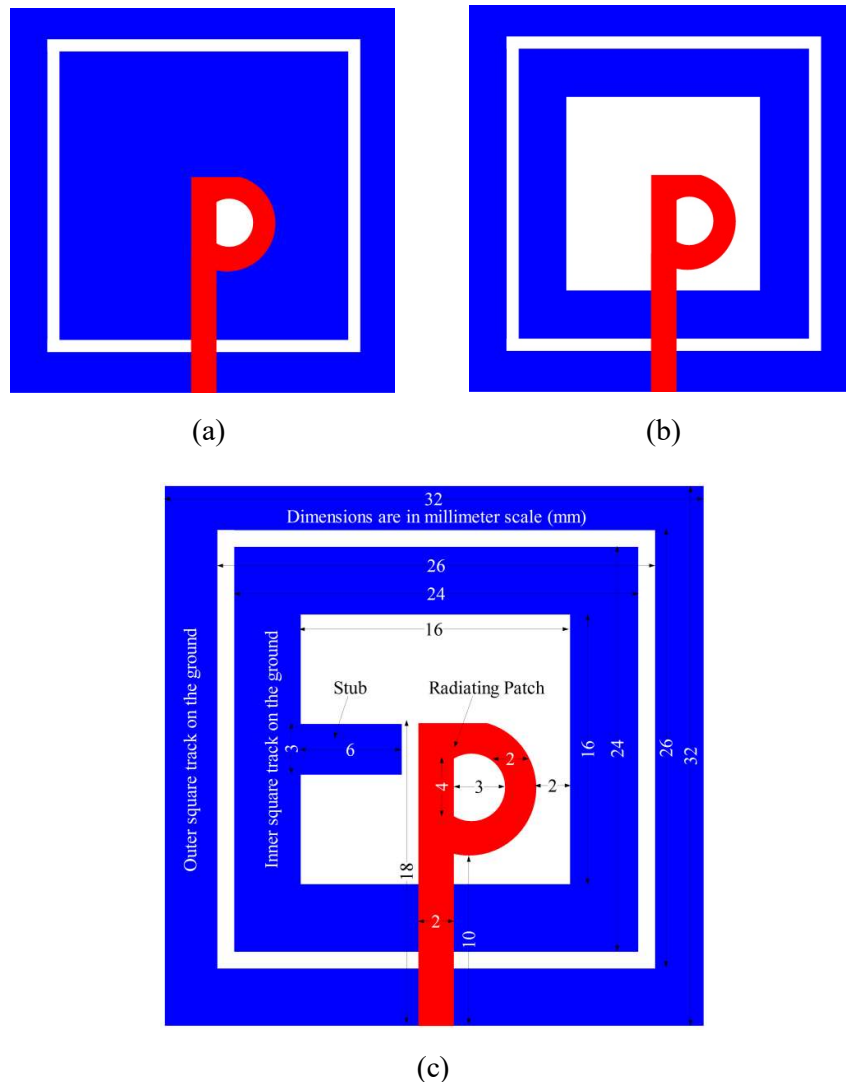 (a)
(b)
32
Dimensions are in millimeter scale (mm)
26
24
16
Outer square track on the ground
Inner square track on the ground
Stub
Radiating Patch
3
6
2
4
3
2
16
24
26
32
18
2
10
(c)